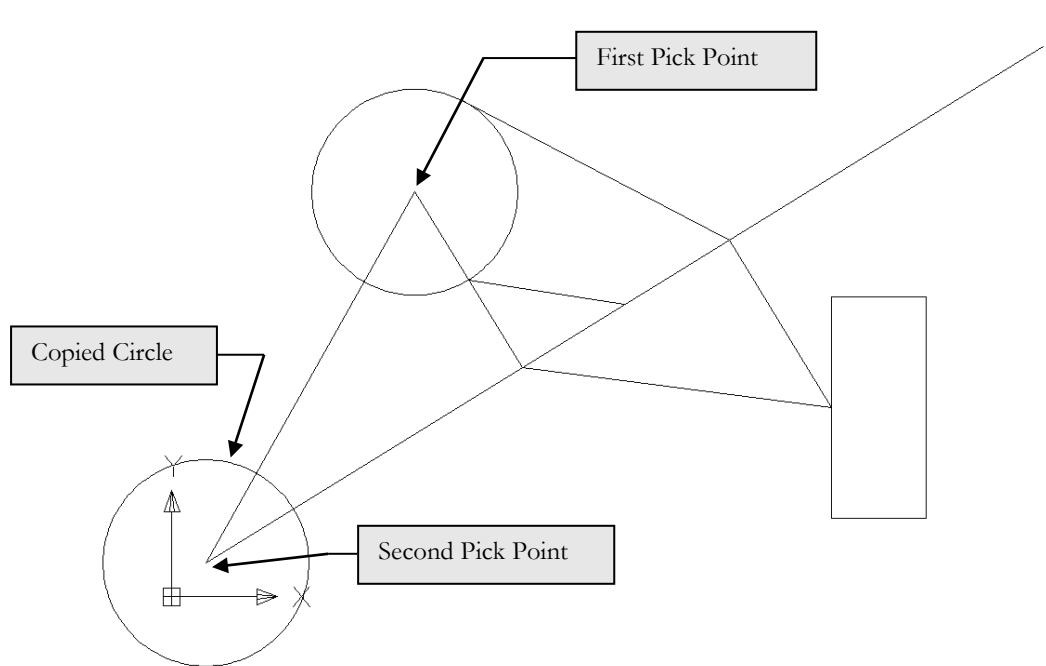 First Pick Point
Copied Circle
Y
Second Pick Point
X